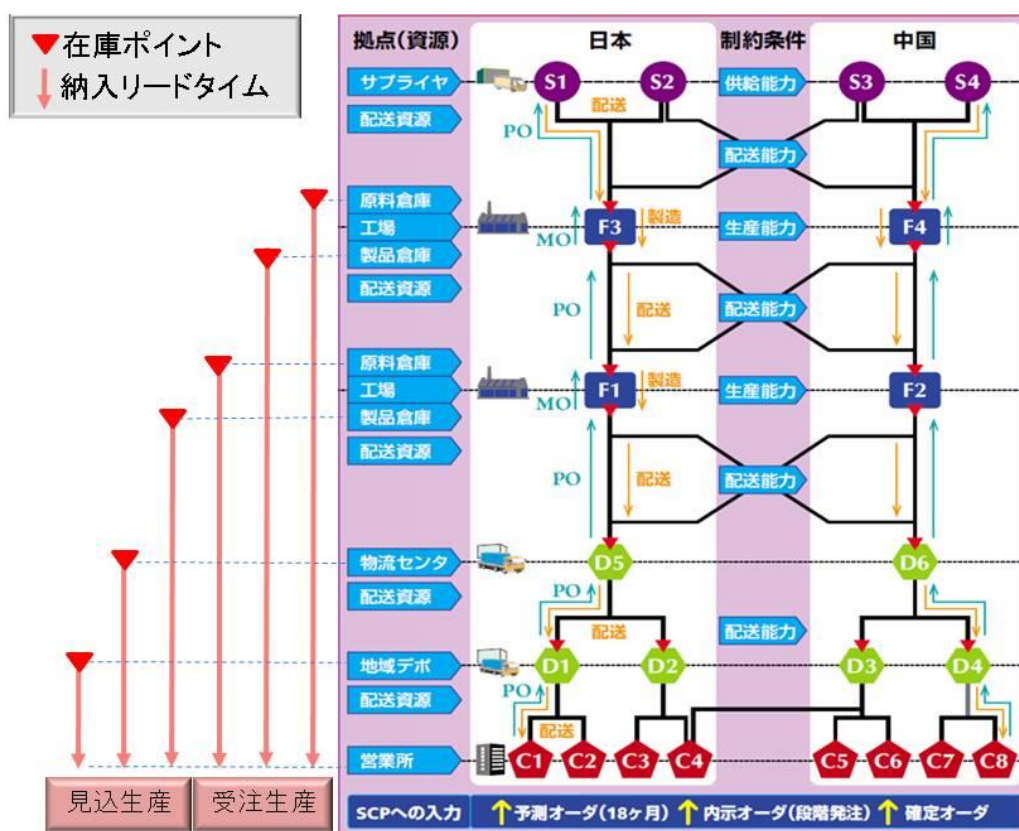 ▼在庫ポイント
↓納入リードタイム
拠点(資源) 日本 制約条件 中国
サプライヤ S1 S2 供給能力 S3 S4
配送資源 配送
PO 配送能力
原料倉庫
工場 MO F3 製造 生産能力 F4
製品倉庫
配送資源 PO 配送 配送能力
原料倉庫
工場 MO F1 製造 生産能力 F2
製品倉庫
配送資源 PO 配送 配送能力
物流センタ D5 D6
配送資源 PO 配送 配送能力
地域デポ D1 D2 D3 D4
配送資源 PO 配送
営業所 C1 C2 C3 C4 C5 C6 C7 C8
見込生産 受注生産
SCPへの入力 ↑予測オーダ(18ヶ月) ↑内示オーダ(段階発注) ↑確定オーダ